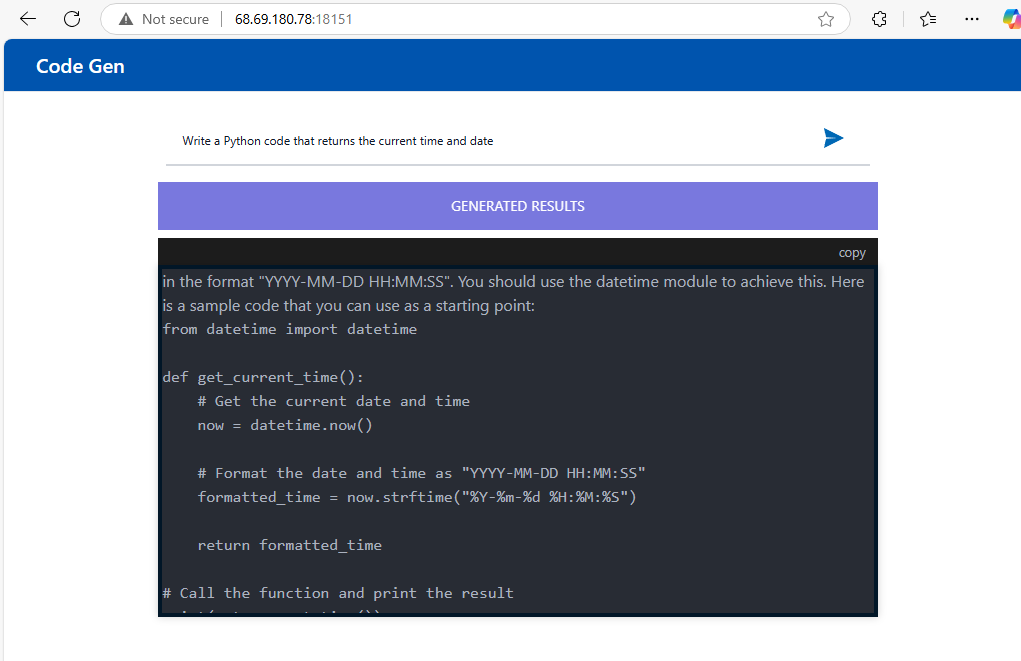 Not secure 68.69.180.78:18151
Code Gen
Write a Python code that returns the current time and date
GENERATED RESULTS
copy
in the format "YYYY-MM-DD HH:MM:SS". You should use the datetime module to achieve this. Here
is a sample code that you can use as a starting point:
from datetime import datetime
def get_current_time():
    # Get the current date and time
    now = datetime.now()
    # Format the date and time as "YYYY-MM-DD HH:MM:SS"
    formatted_time = now.strftime("%Y-%m-%d %H:%M:%S")
    return formatted_time
# Call the function and print the result